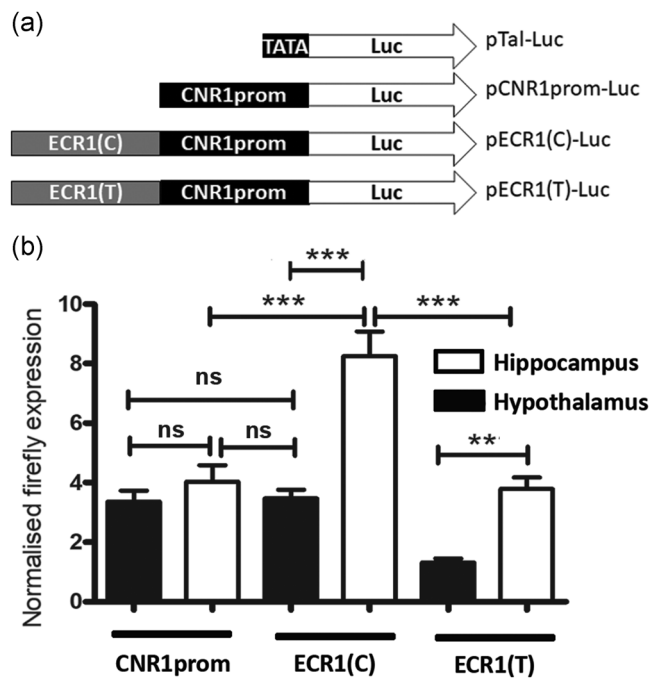 (a)
TATA Luc pTal-Luc
CNR1prom Luc pCNR1prom-Luc
ECR1(C) CNR1prom Luc pECR1(C)-Luc
ECR1(T) CNR1prom Luc pECR1(T)-Luc
(b)
***
*** ***
ns
ns ns
**
Hippocampus
Hypothalamus
Normalised firefly expression
10
8
6
4
2
0
CNR1prom ECR1(C) ECR1(T)